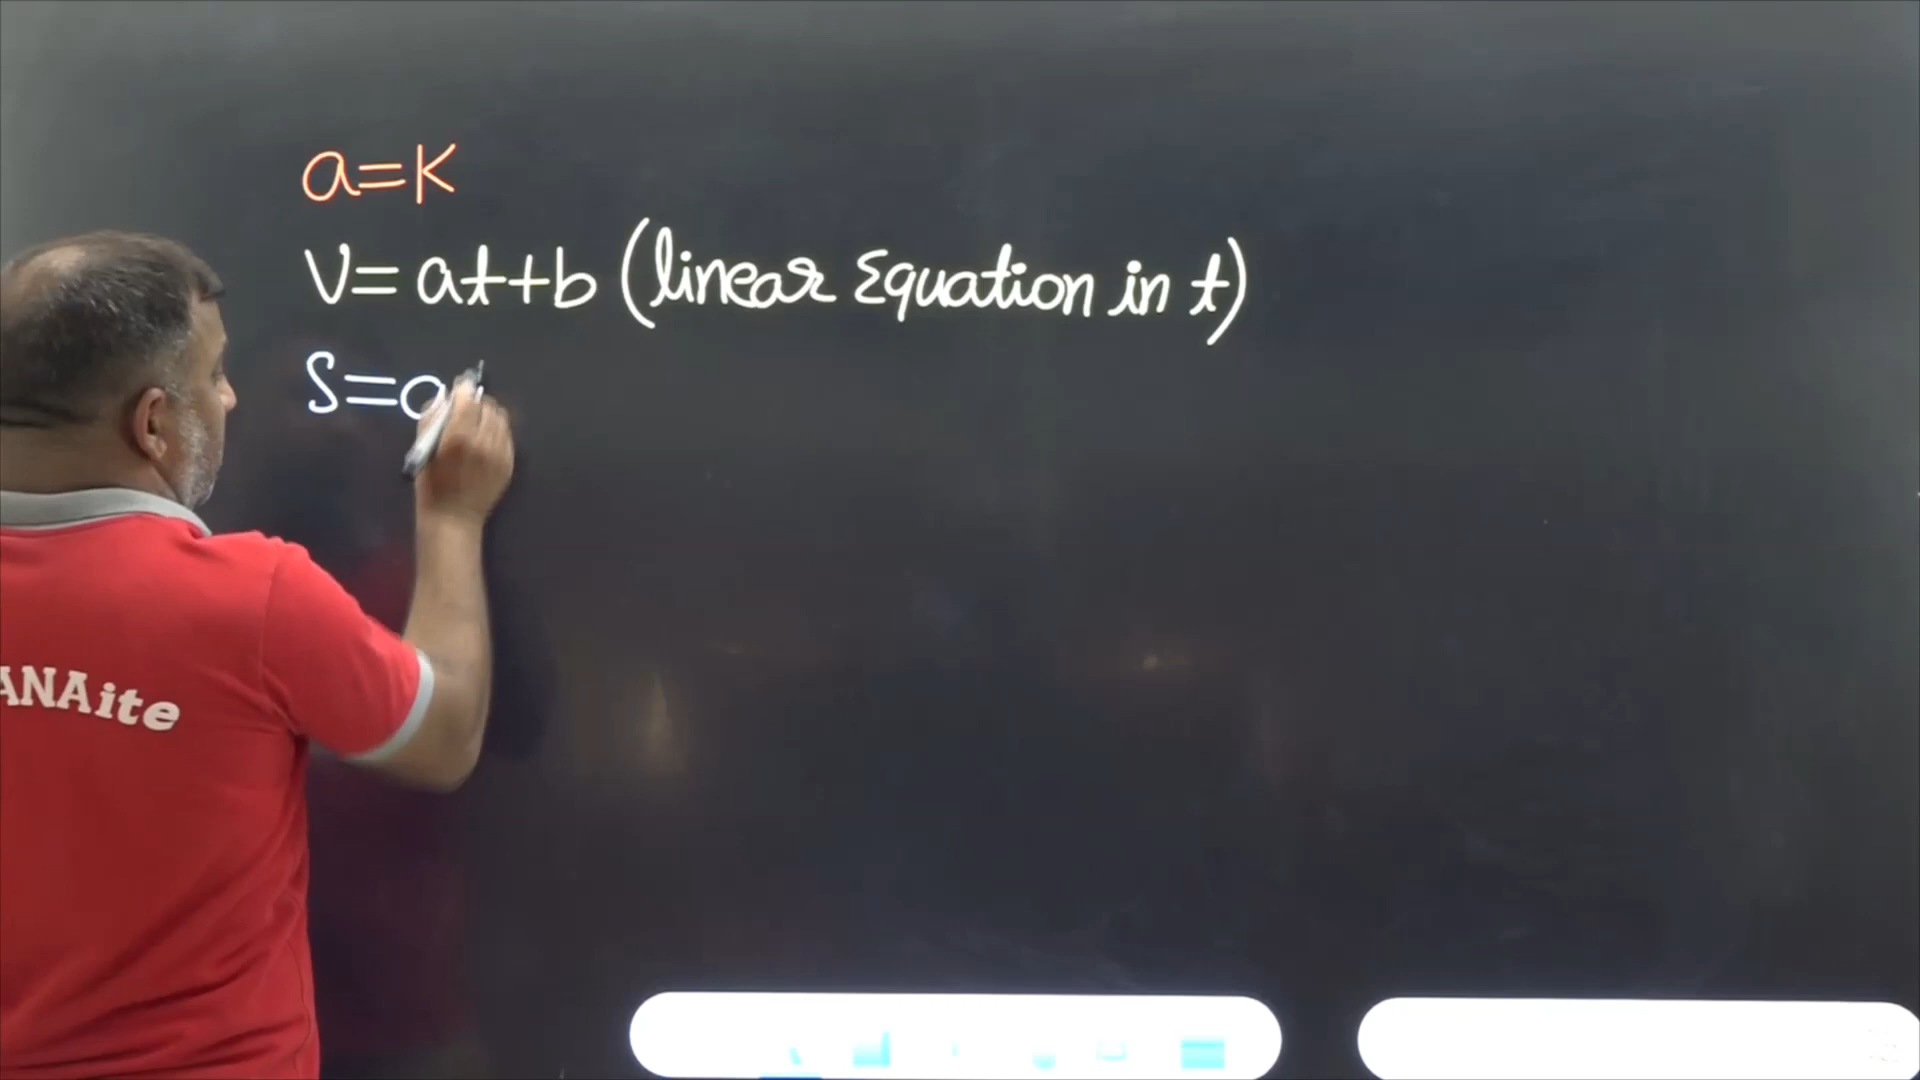 a=K
V=at+b (linear Equation in t)
S=a
ANAite